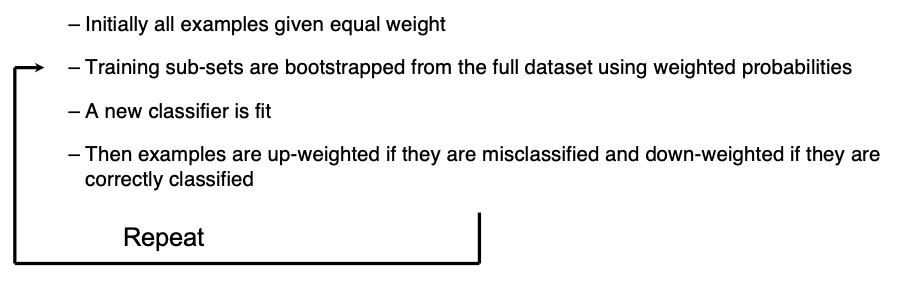 – Initially all examples given equal weight
– Training sub-sets are bootstrapped from the full dataset using weighted probabilities
– A new classifier is fit
– Then examples are up-weighted if they are misclassified and down-weighted if they are
correctly classified
Repeat